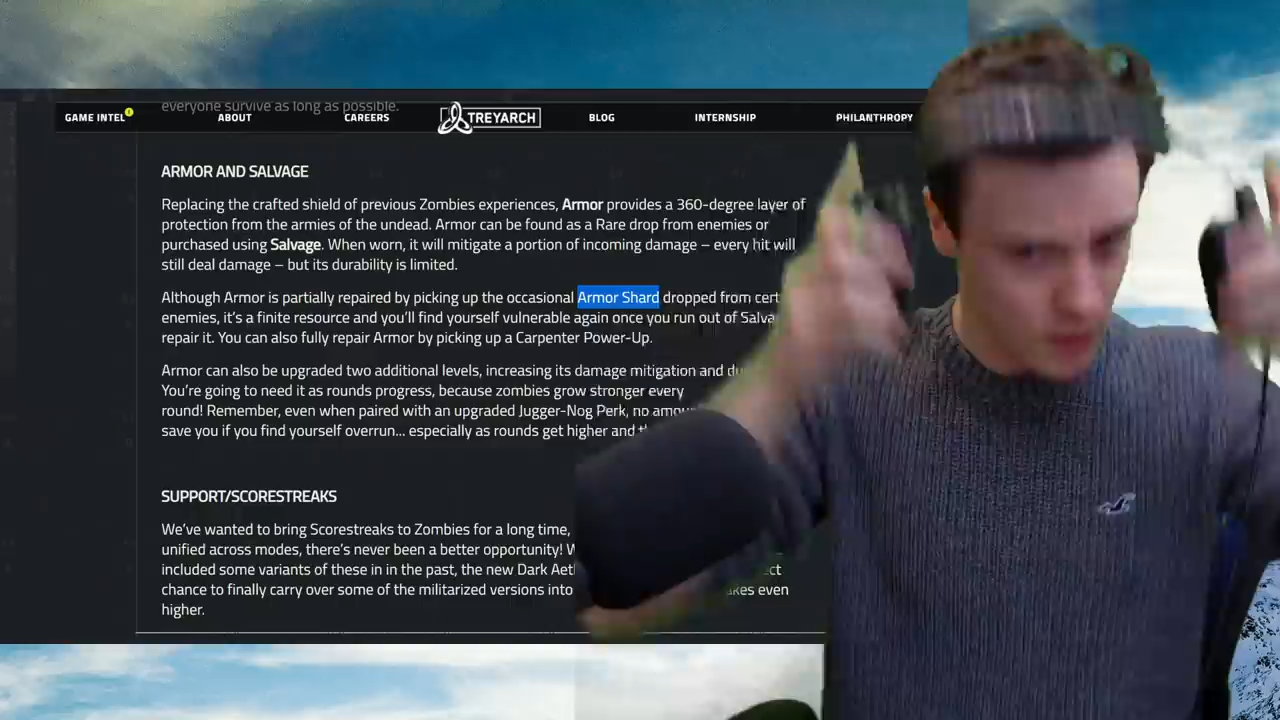 everyone survive as long as possible.
GAME INTEL ABOUT CAREERS TREYARCH BLOG INTERNSHIP PHILANTHROPY
ARMOR AND SALVAGE
Replacing the crafted shield of previous Zombies experiences, Armor provides a 360-degree layer of
protection from the armies of the undead. Armor can be found as a Rare drop from enemies or
purchased using Salvage. When worn, it will mitigate a portion of incoming damage – every hit will
still deal damage – but its durability is limited.
Although Armor is partially repaired by picking up the occasional Armor Shard dropped from
enemies, it's a finite resource and you'll find yourself vulnerable again once you run out of
repair it. You can also fully repair Armor by picking up a Carpenter Power-Up.
Armor can also be upgraded two additional levels, increasing its damage mitigation and
You're going to need it as rounds progress, because zombies grow stronger every
round! Remember, even when paired with an upgraded Jugger-Nog Perk, no
save you if you find yourself overrun... especially as rounds get higher and
SUPPORT/SCORESTREAKS
We've wanted to bring Scorestreaks to Zombies for a long time,
unified across modes, there's never been a better opportunity!
included some variants of these in in the past, the new Dark
chance to finally carry over some of the militarized versions into even
higher.